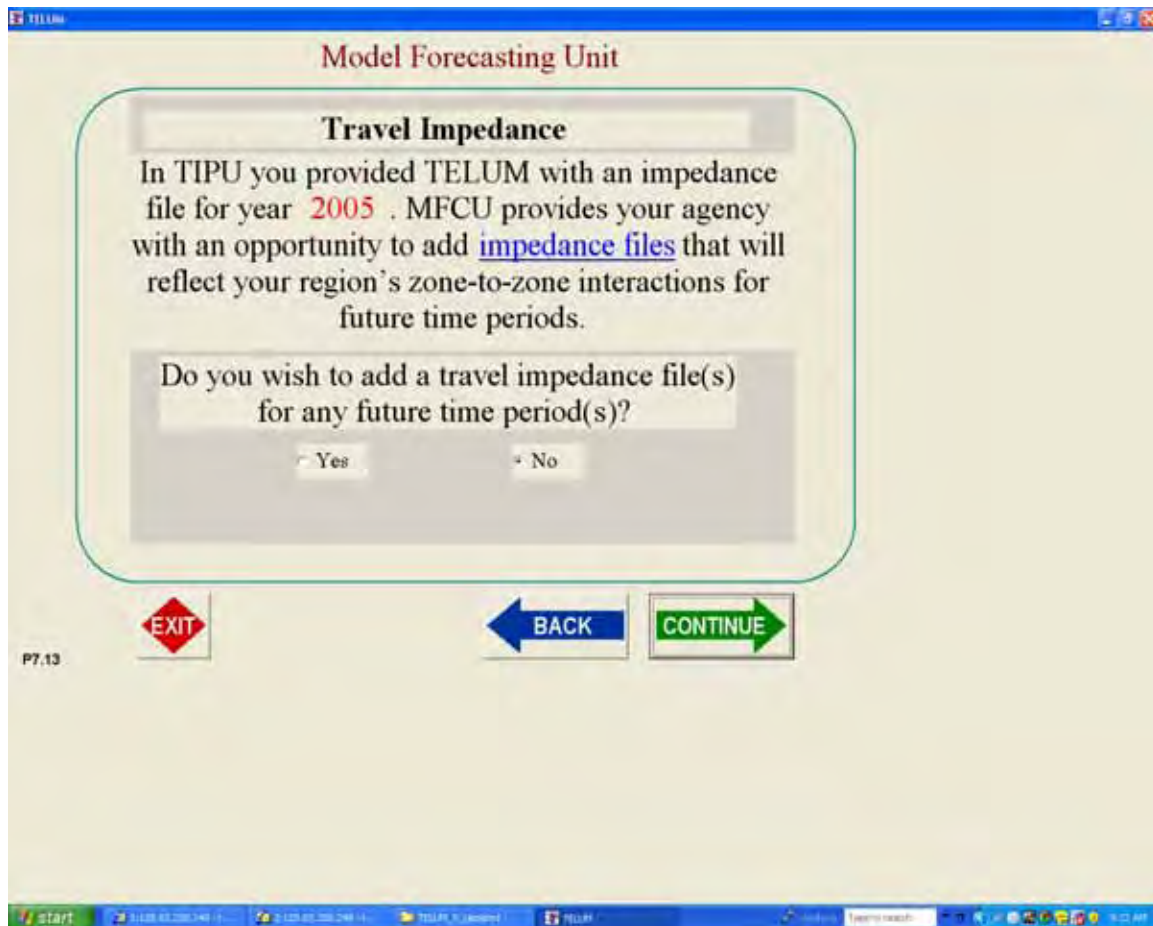 TELUM
Model Forecasting Unit
Travel Impedance
In TIPU you provided TELUM with an impedance
file for year 2005 . MFCU provides your agency
with an opportunity to add impedance files that will
reflect your region's zone-to-zone interactions for
future time periods.
Do you wish to add a travel impedance file(s)
for any future time period(s)?
Yes No
EXIT BACK CONTINUE
P7.13
start TELUM